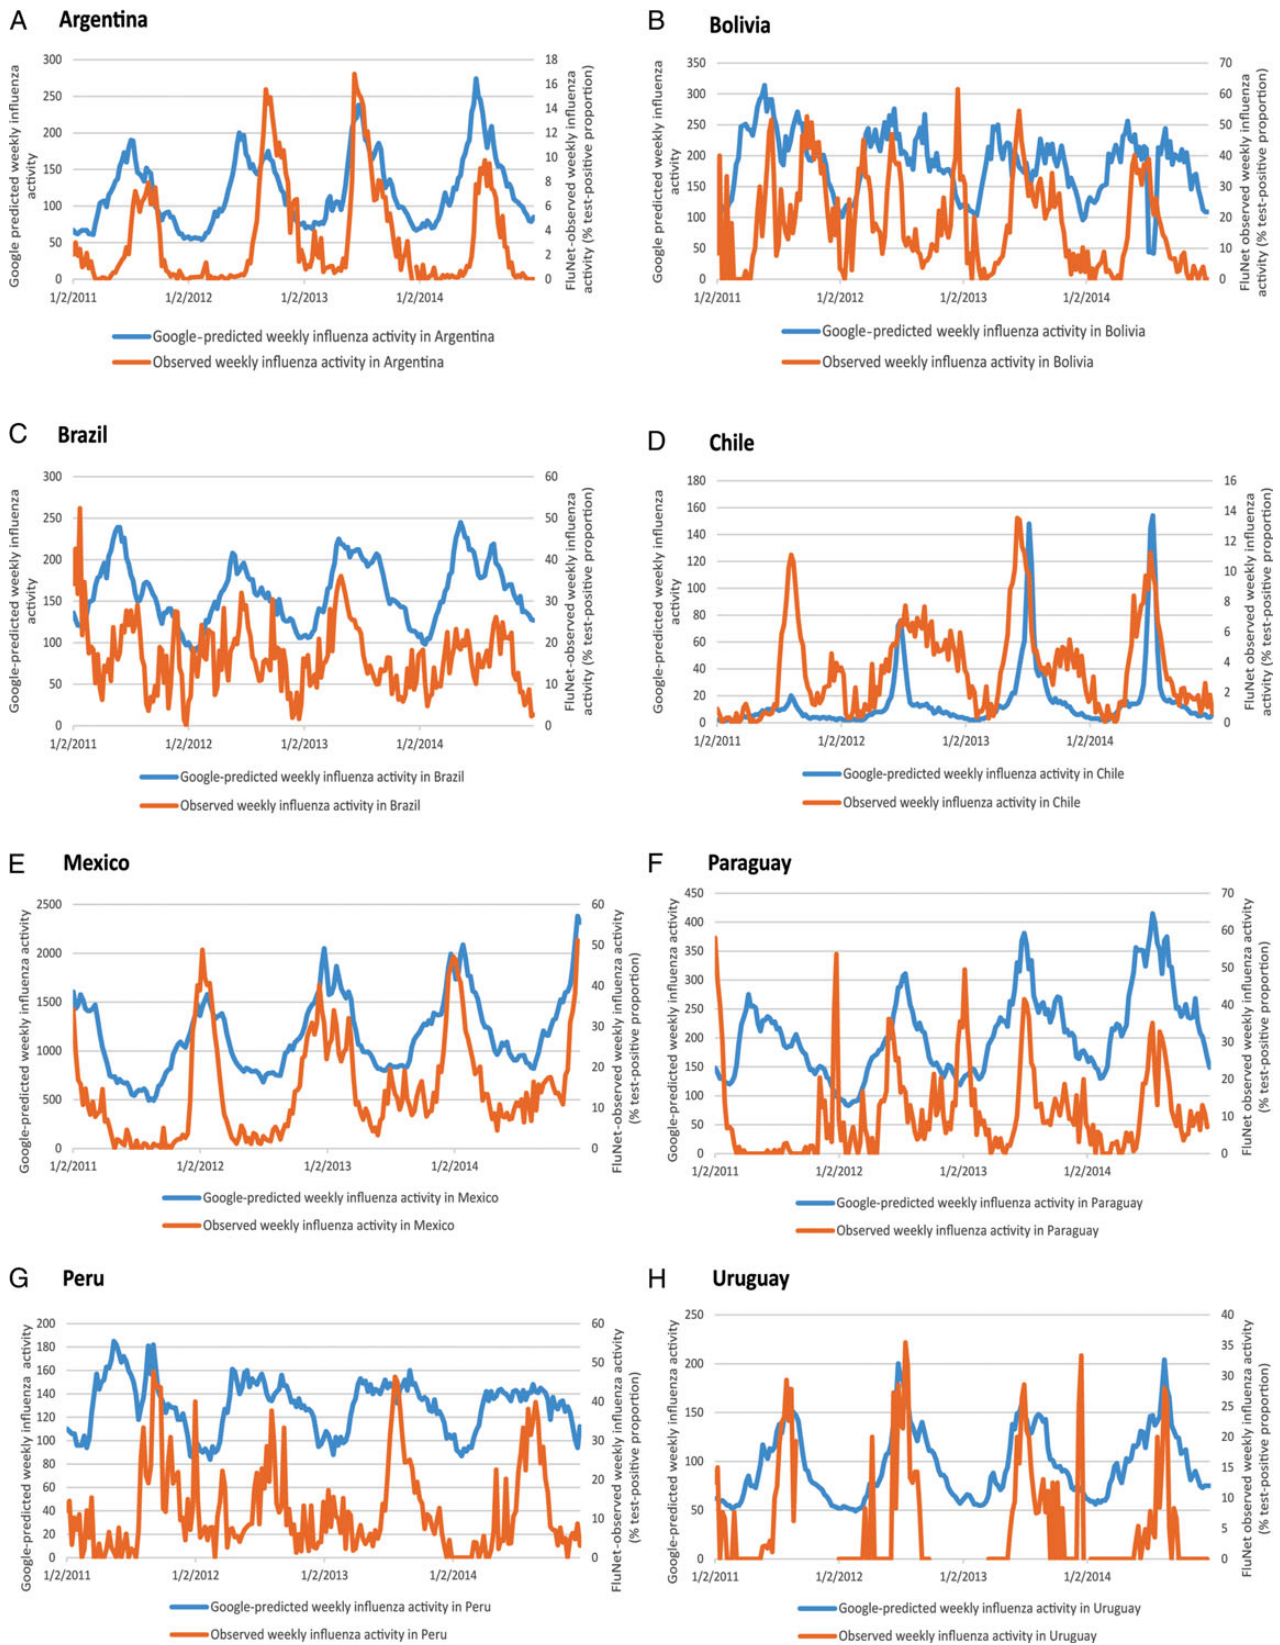 A Argentina
Google predicted weekly influenza
activity
300
250
200
150
100
50
0
18
16
14
12
10
8
6
4
2
0
FluNet-observed weekly influenza
activity (% test-positive proportion)
1/2/2011 1/2/2012 1/2/2013 1/2/2014
Google-predicted weekly influenza activity in Argentina
Observed weekly influenza activity in Argentina
B Bolivia
Google predicted weekly influenza
activity
350
300
250
200
150
100
50
0
70
60
50
40
30
20
10
0
FluNet observed weekly influenza
activity (% test-positive proportion)
1/2/2011 1/2/2012 1/2/2013 1/2/2014
Google-predicted weekly influenza activity in Bolivia
Observed weekly influenza activity in Bolivia
C Brazil
Google-predicted weekly influenza
activity
300
250
200
150
100
50
0
60
50
40
30
20
10
0
FluNet-observed weekly influenza
activity (% test-positive proportion)
1/2/2011 1/2/2012 1/2/2013 1/2/2014
Google-predicted weekly influenza activity in Brazil
Observed weekly influenza activity in Brazil
D Chile
Google-predicted weekly influenza
activity
180
160
140
120
100
80
60
40
20
0
16
14
12
10
8
6
4
2
0
FluNet observed weekly influenza
activity (% test-positive proportion)
1/2/2011 1/2/2012 1/2/2013 1/2/2014
Google-predicted weekly influenza activity in Chile
Observed weekly influenza activity in Chile
E Mexico
Google-predicted weekly influenza activity
2500
2000
1500
1000
500
0
60
50
40
30
20
10
0
FluNet-observed weekly influenza activity
(% test-positive proportion)
1/2/2011 1/2/2012 1/2/2013 1/2/2014
Google-predicted weekly influenza activity in Mexico
Observed weekly influenza activity in Mexico
F Paraguay
Google-predicted weekly influenza activity
450
400
350
300
250
200
150
100
50
0
70
60
50
40
30
20
10
0
FluNet observed weekly influenza activity
(% test-positive proportion)
1/2/2011 1/2/2012 1/2/2013 1/2/2014
Google-predicted weekly influenza activity in Paraguay
Observed weekly influenza activity in Paraguay
G Peru
Google-predicted weekly influenza activity
200
180
160
140
120
100
80
60
40
20
0
60
50
40
30
20
10
0
FluNet-observed weekly influenza activity
(% test-positive proportion)
1/2/2011 1/2/2012 1/2/2013 1/2/2014
Google-predicted weekly influenza activity in Peru
Observed weekly influenza activity in Peru
H Uruguay
Google-predicted weekly influenza activity
250
200
150
100
50
0
40
35
30
25
20
15
10
5
0
FluNet observed weekly influenza activity
(% test-positive proportion)
1/2/2011 1/2/2012 1/2/2013 1/2/2014
Google-predicted weekly influenza activity in Uruguay
Observed weekly influenza activity in Uruguay